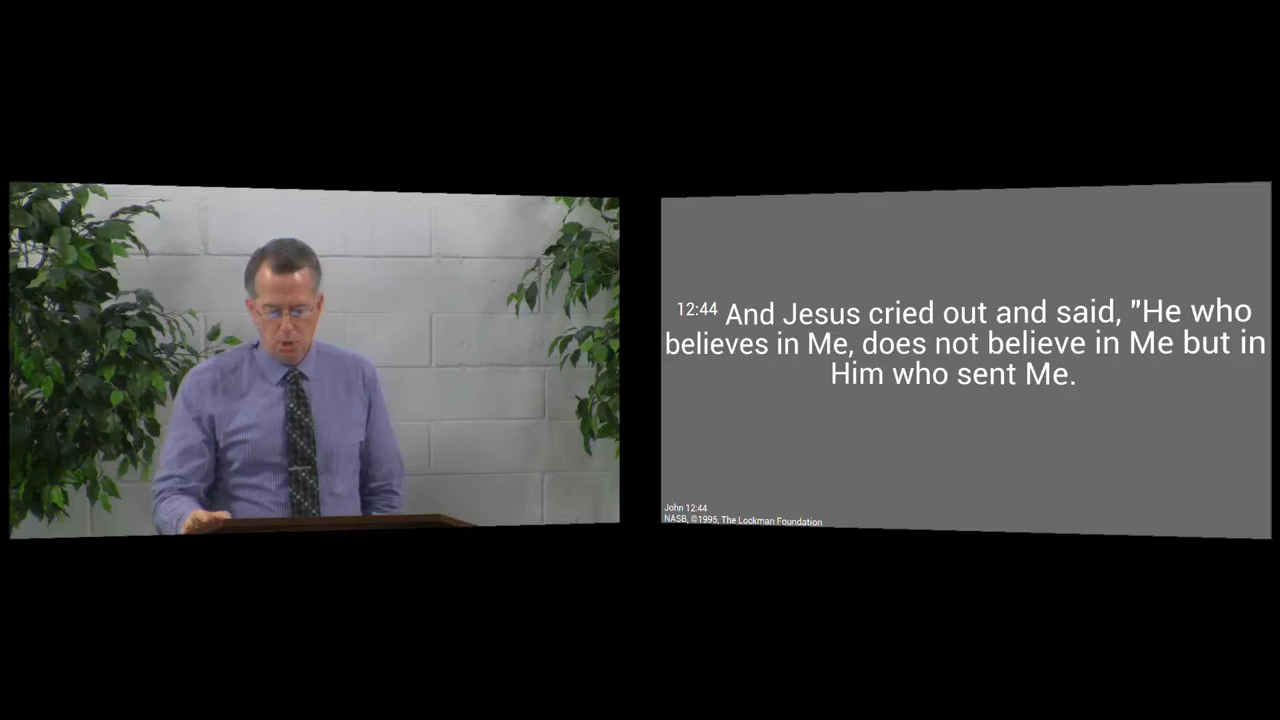 12:44 And Jesus cried out and said, "He who
believes in Me, does not believe in Me but in
Him who sent Me.
John 12:44
NASB, ©1995, The Lockman Foundation